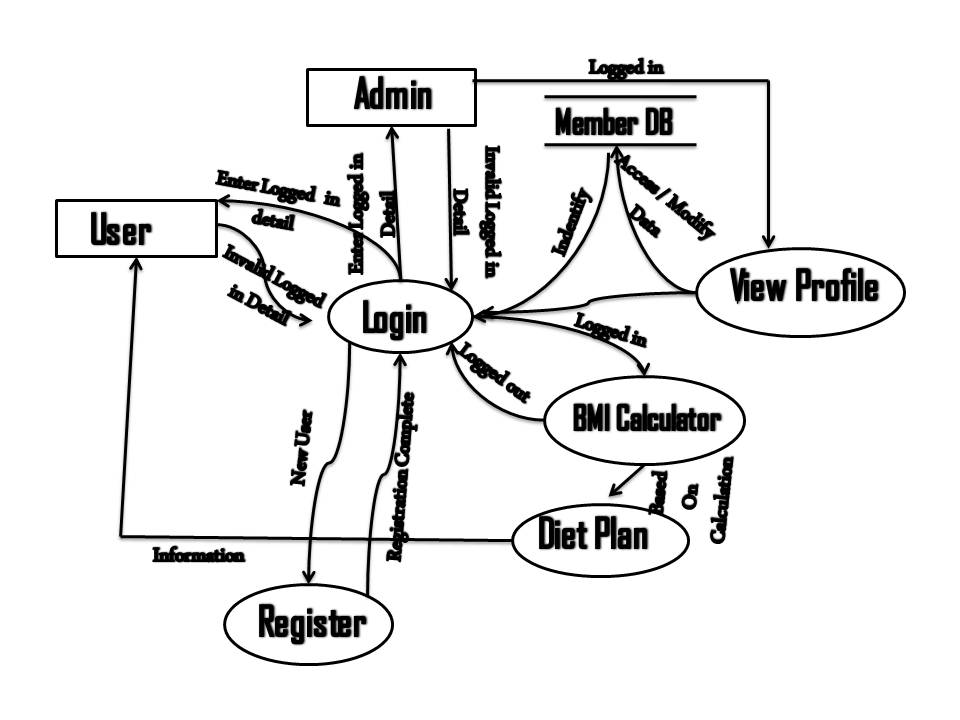 Logged in
Admin
Member DB
Enter Logged in
detail
Enter Logged in
Detail
Invalid Logged in
Detail
Indentify
Access / Modify
Data
User
Invalid Logged
in Detail
View Profile
Login
Logged in
Logged out
BMI Calculator
New User
Registration Complete
Based
On
Calculation
Diet Plan
Information
Register